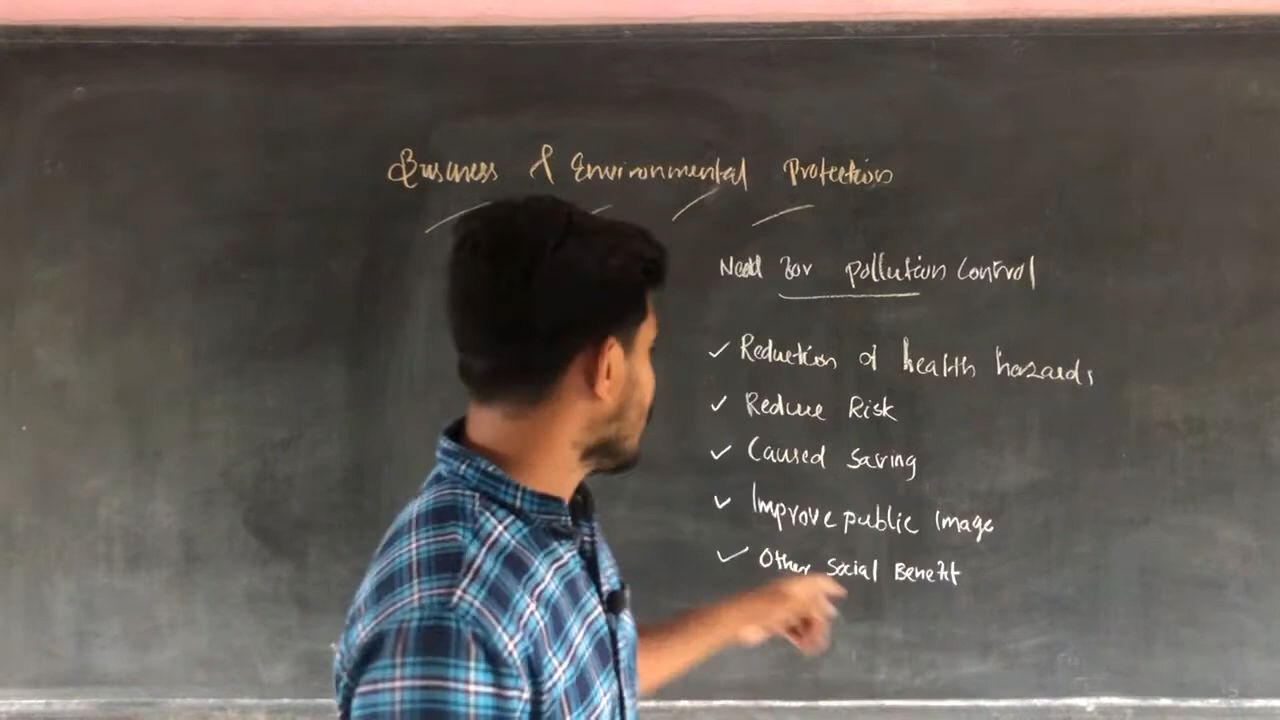 Business & Environmental Protection
Need for pollution control
✓ Reduction of health hazards
✓ Reduce Risk
✓ Caused saving
✓ Improve public Image
✓ Other Social Benefit